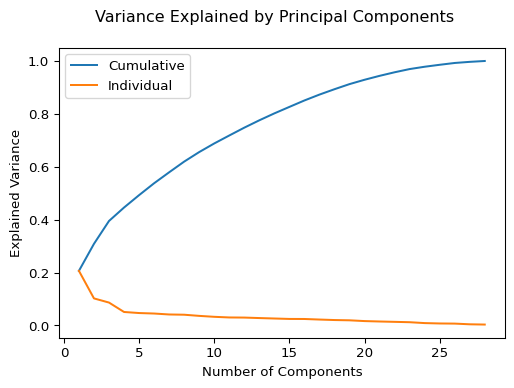 Variance Explained by Principal Components
Cumulative
Individual
1.0
0.8
0.6
0.4
0.2
0.0
Explained Variance
0
5
10
15
20
25
Number of Components